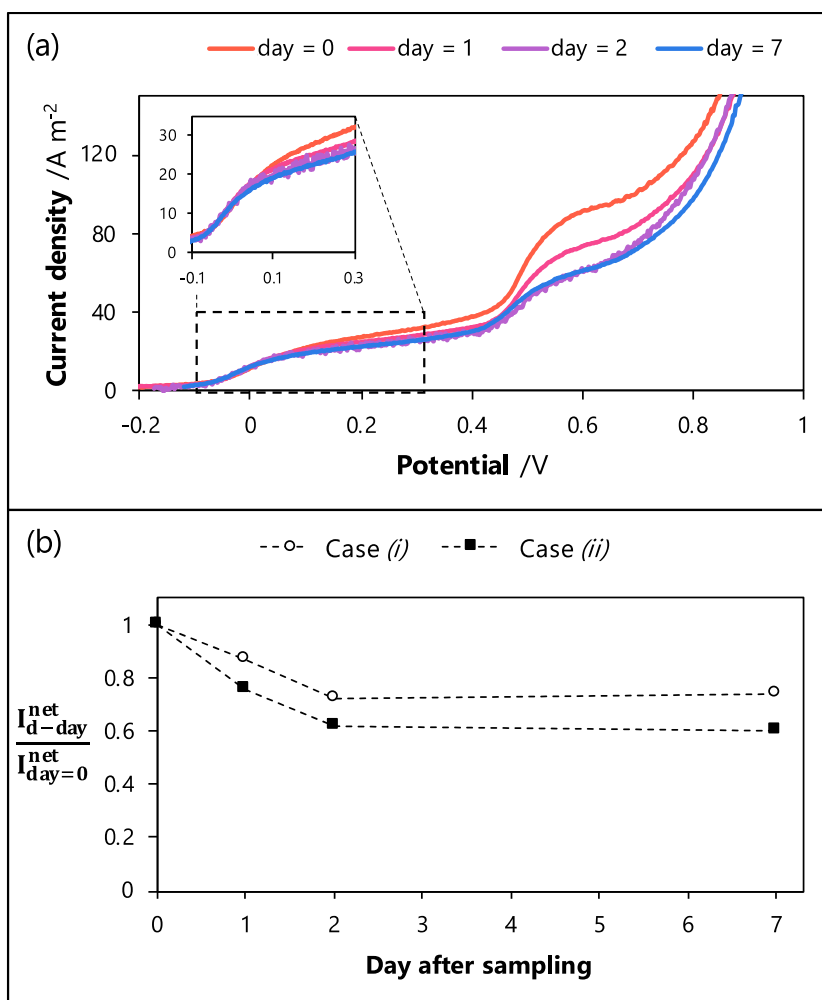 (a)
day = 0 day = 1 day = 2 day = 7
Current density /A m⁻²
120
80
40
0
30
20
10
0
-0.1 0.1 0.3
-0.2 0 0.2 0.4 0.6 0.8 1
Potential /V
(b)
Case (i) Case (ii)
I^net_d−day
I^net_day=0
1
0.8
0.6
0.4
0.2
0
0 1 2 3 4 5 6 7
Day after sampling